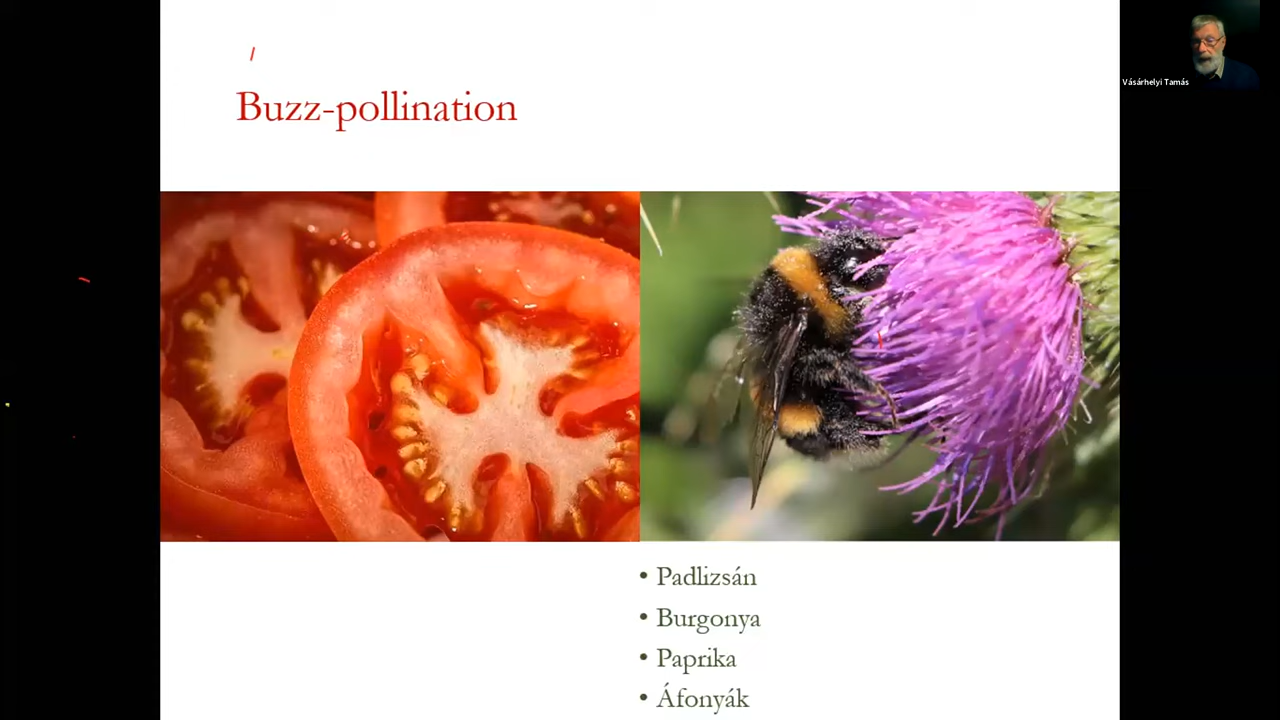 Buzz-pollination
Vásárhelyi Tamás
• Padlizsán
• Burgonya
• Paprika
• Áfonyák